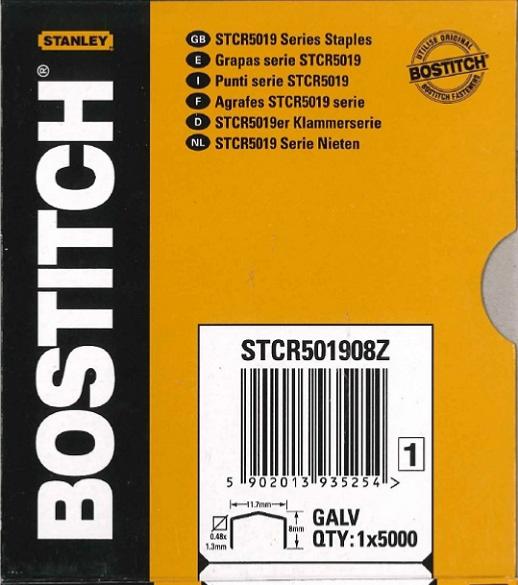 STANLEY
BOSTITCH®
GB STCR5019 Series Staples
E Grapas serie STCR5019
I Punti serie STCR5019
F Agrafes STCR5019 serie
D STCR5019er Klammerserie
NL STCR5019 Serie Nieten
UTILISE ORIGINAL
BOSTITCH®
BOSTITCH FASTENERS
STCR501908Z
1
5 902013 935254 >
11.7mm
0.48x
1.3mm
8mm
GALV
QTY:1x5000